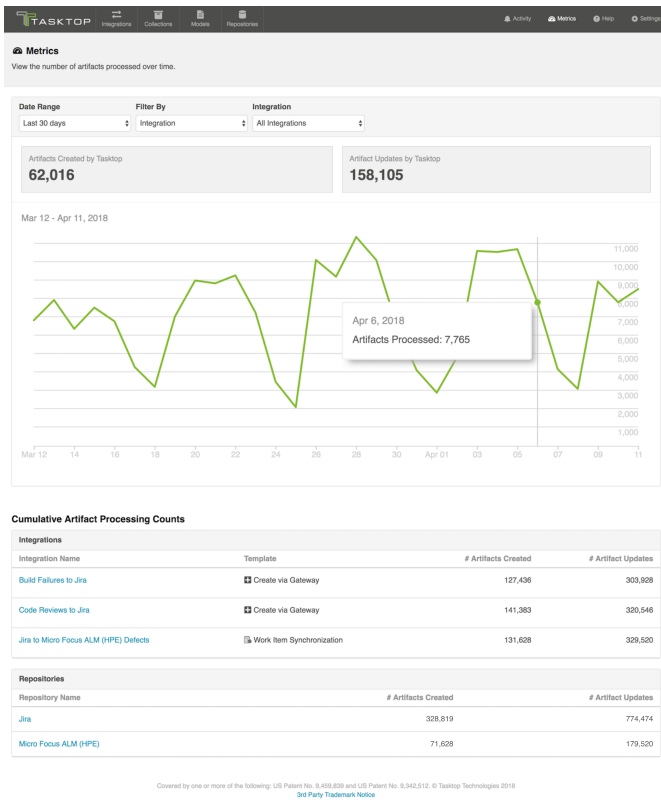 TASKTOP Integrations Collections Models Repositories Activity Metrics Help Settings
Metrics
View the number of artifacts processed over time.
Date Range Filter By Integration
Last 30 days Integration All Integrations
Artifacts Created by Tasktop Artifact Updates by Tasktop
62,016 158,105
Mar 12 - Apr 11, 2018
11,000
10,000
9,000
8,000
Apr 6, 2018
7,000
Artifacts Processed: 7,765
6,000
5,000
4,000
3,000
2,000
1,000
Mar 12 14 16 18 20 22 24 26 28 30 Apr 01 03 05 07 09 11
Cumulative Artifact Processing Counts
Integrations
Integration Name Template # Artifacts Created # Artifact Updates
Build Failures to Jira Create via Gateway 127,436 303,928
Code Reviews to Jira Create via Gateway 141,383 320,546
Jira to Micro Focus ALM (HPE) Defects Work Item Synchronization 131,628 329,520
Repositories
Repository Name # Artifacts Created # Artifact Updates
Jira 328,819 774,474
Micro Focus ALM (HPE) 71,628 179,520
Covered by one or more of the following: US Patent No. 9,459,839 and US Patent No. 9,342,512. © Tasktop Technologies 2018
3rd Party Trademark Notice